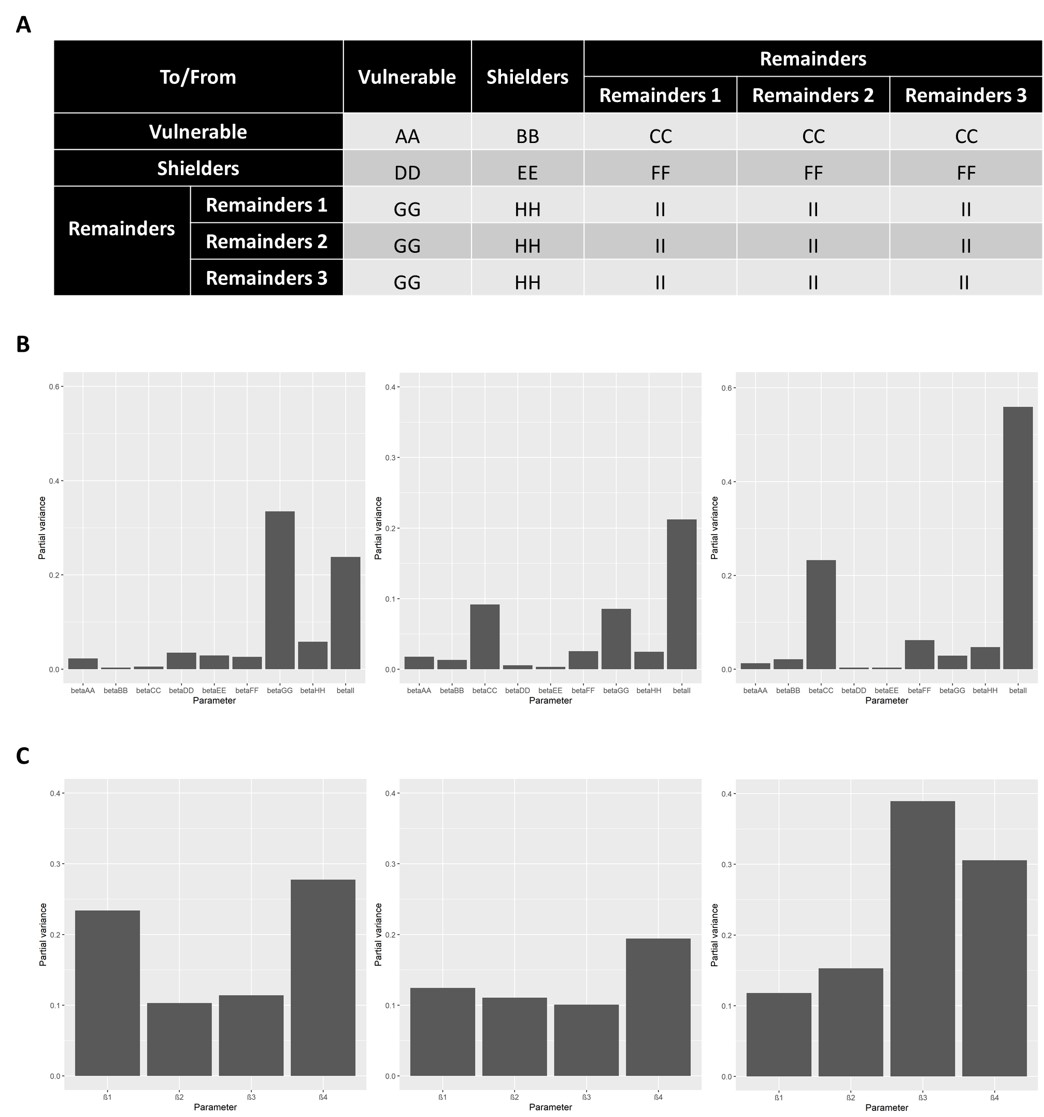 A
To/From Vulnerable Shielders Remainders
Remainders 1 Remainders 2 Remainders 3
Vulnerable AA BB CC CC CC
Shielders DD EE FF FF FF
Remainders Remainders 1 GG HH II II II
Remainders 2 GG HH II II II
Remainders 3 GG HH II II II
B
0.6
0.4
0.2
0.0
Partial variance
betaAA betaBB betaCC betaDD betaEE betaFF betaGG betaHH betaII
Parameter
0.4
0.3
0.2
0.1
0.0
Partial variance
betaAA betaBB betaCC betaDD betaEE betaFF betaGG betaHH betaII
Parameter
0.6
0.4
0.2
0.0
Partial variance
betaAA betaBB betaCC betaDD betaEE betaFF betaGG betaHH betaII
Parameter
C
0.4
0.3
0.2
0.1
0.0
Partial variance
ß1 ß2 ß3 ß4
Parameter
0.4
0.3
0.2
0.1
0.0
Partial variance
ß1 ß2 ß3 ß4
Parameter
0.4
0.3
0.2
0.1
0.0
Partial variance
ß1 ß2 ß3 ß4
Parameter